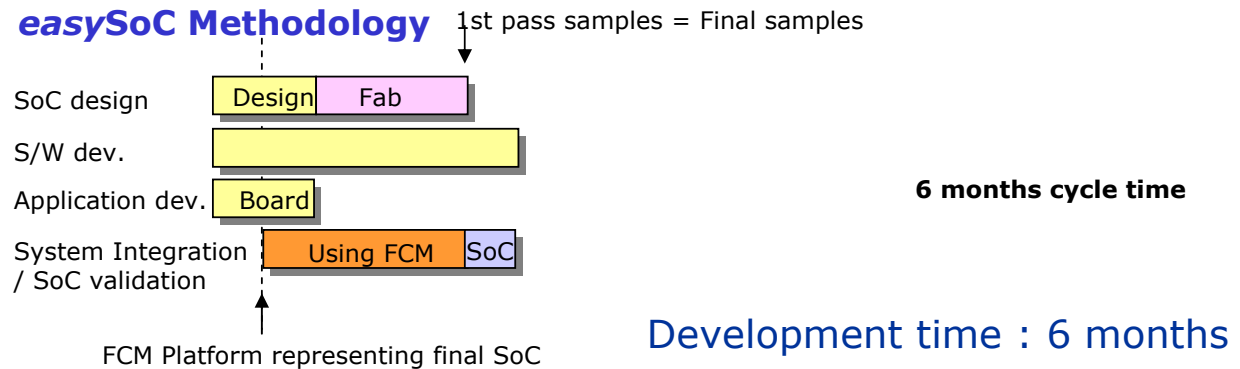 easySoC Methodology
1st pass samples = Final samples
SoC design
Design
Fab
S/W dev.
Application dev.
Board
6 months cycle time
System Integration
/ SoC validation
Using FCM
SoC
Development time : 6 months
FCM Platform representing final SoC